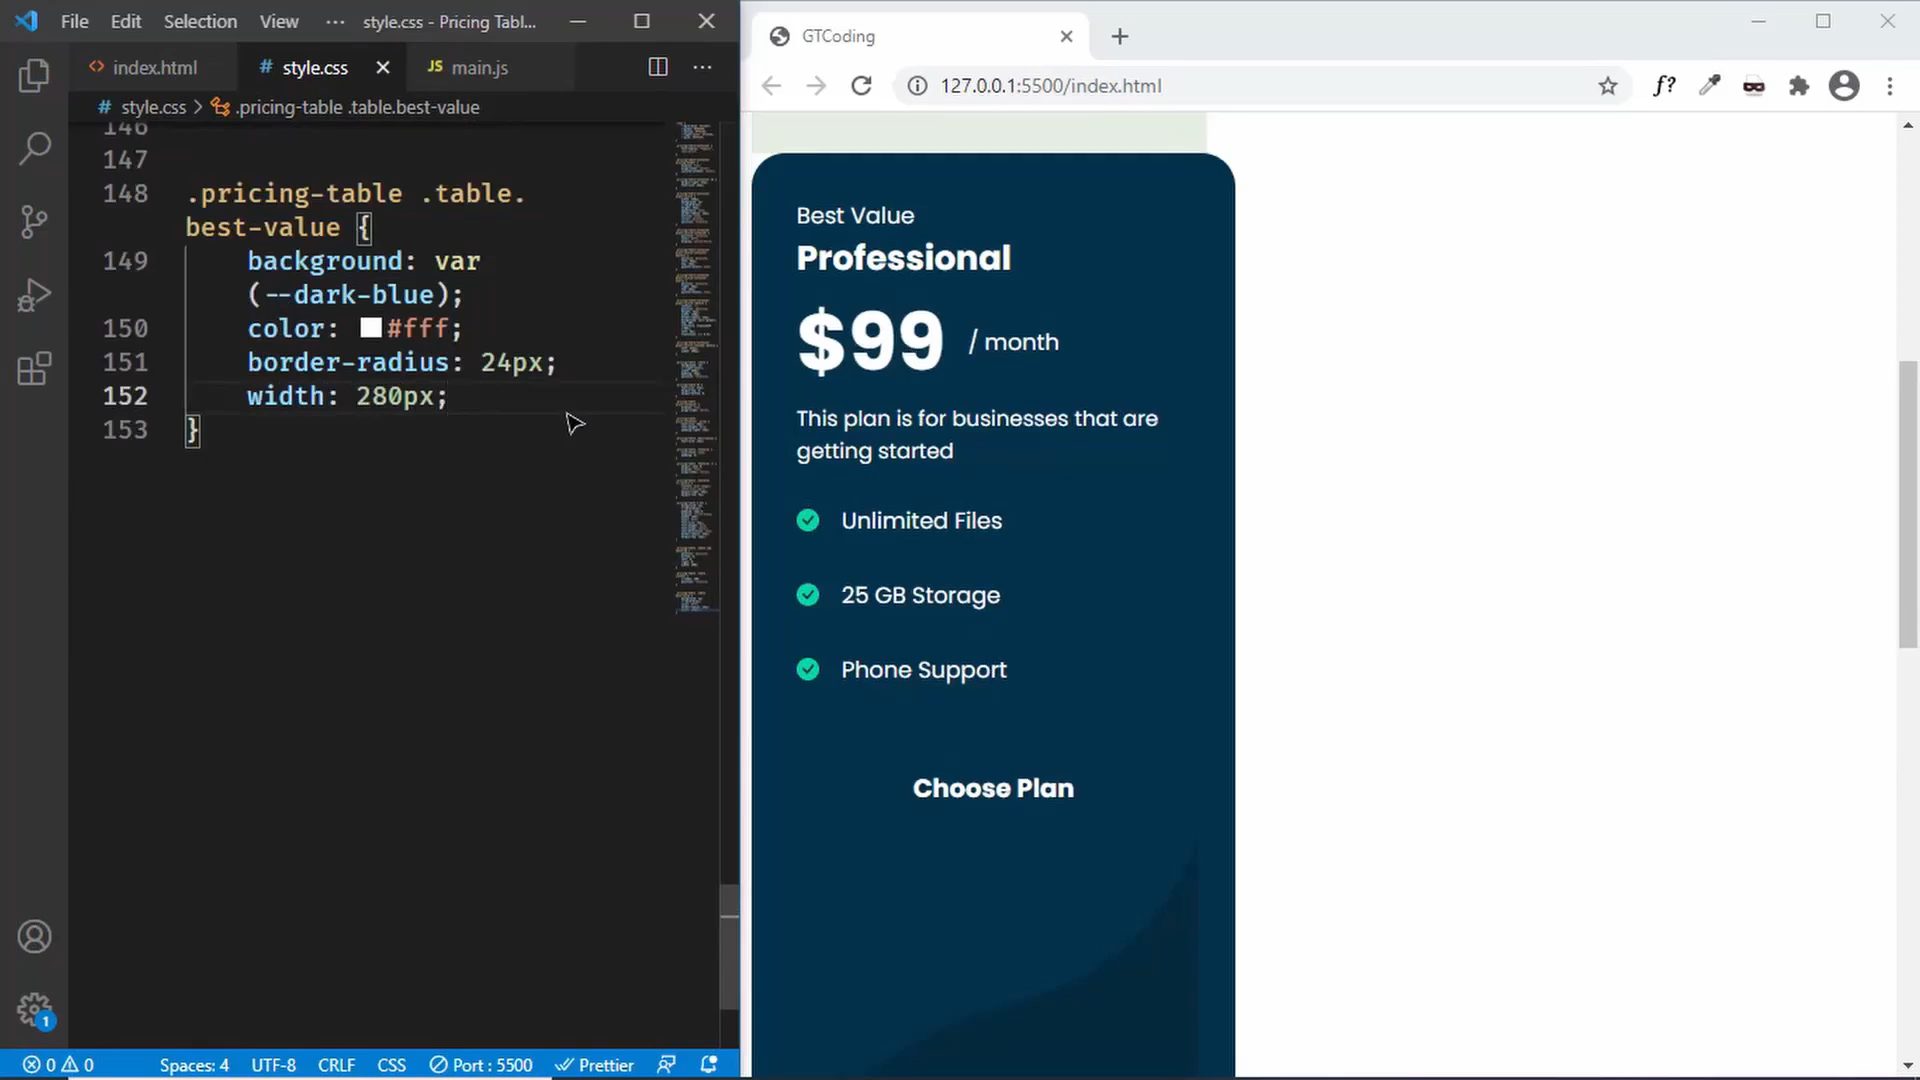 File Edit Selection View ··· style.css - Pricing Tabl...
index.html # style.css JS main.js ···
# style.css > .pricing-table .table.best-value
146
147
148 .pricing-table .table.
best-value {
149 background: var
(--dark-blue);
150 color: #fff;
151 border-radius: 24px;
152 width: 280px;
153 }
1
0 0 Spaces: 4 UTF-8 CRLF CSS Port : 5500 Prettier
GTCoding
127.0.0.1:5500/index.html f?
Best Value
Professional
$99 / month
This plan is for businesses that are
getting started
Unlimited Files
25 GB Storage
Phone Support
Choose Plan